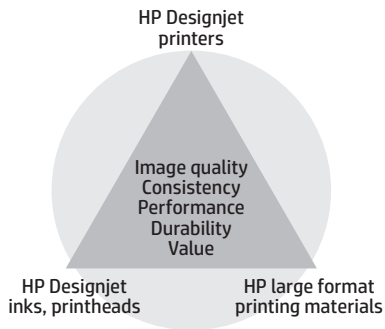 HP Designjet
printers
Image quality
Consistency
Performance
Durability
Value
HP Designjet
inks, printheads
HP large format
printing materials